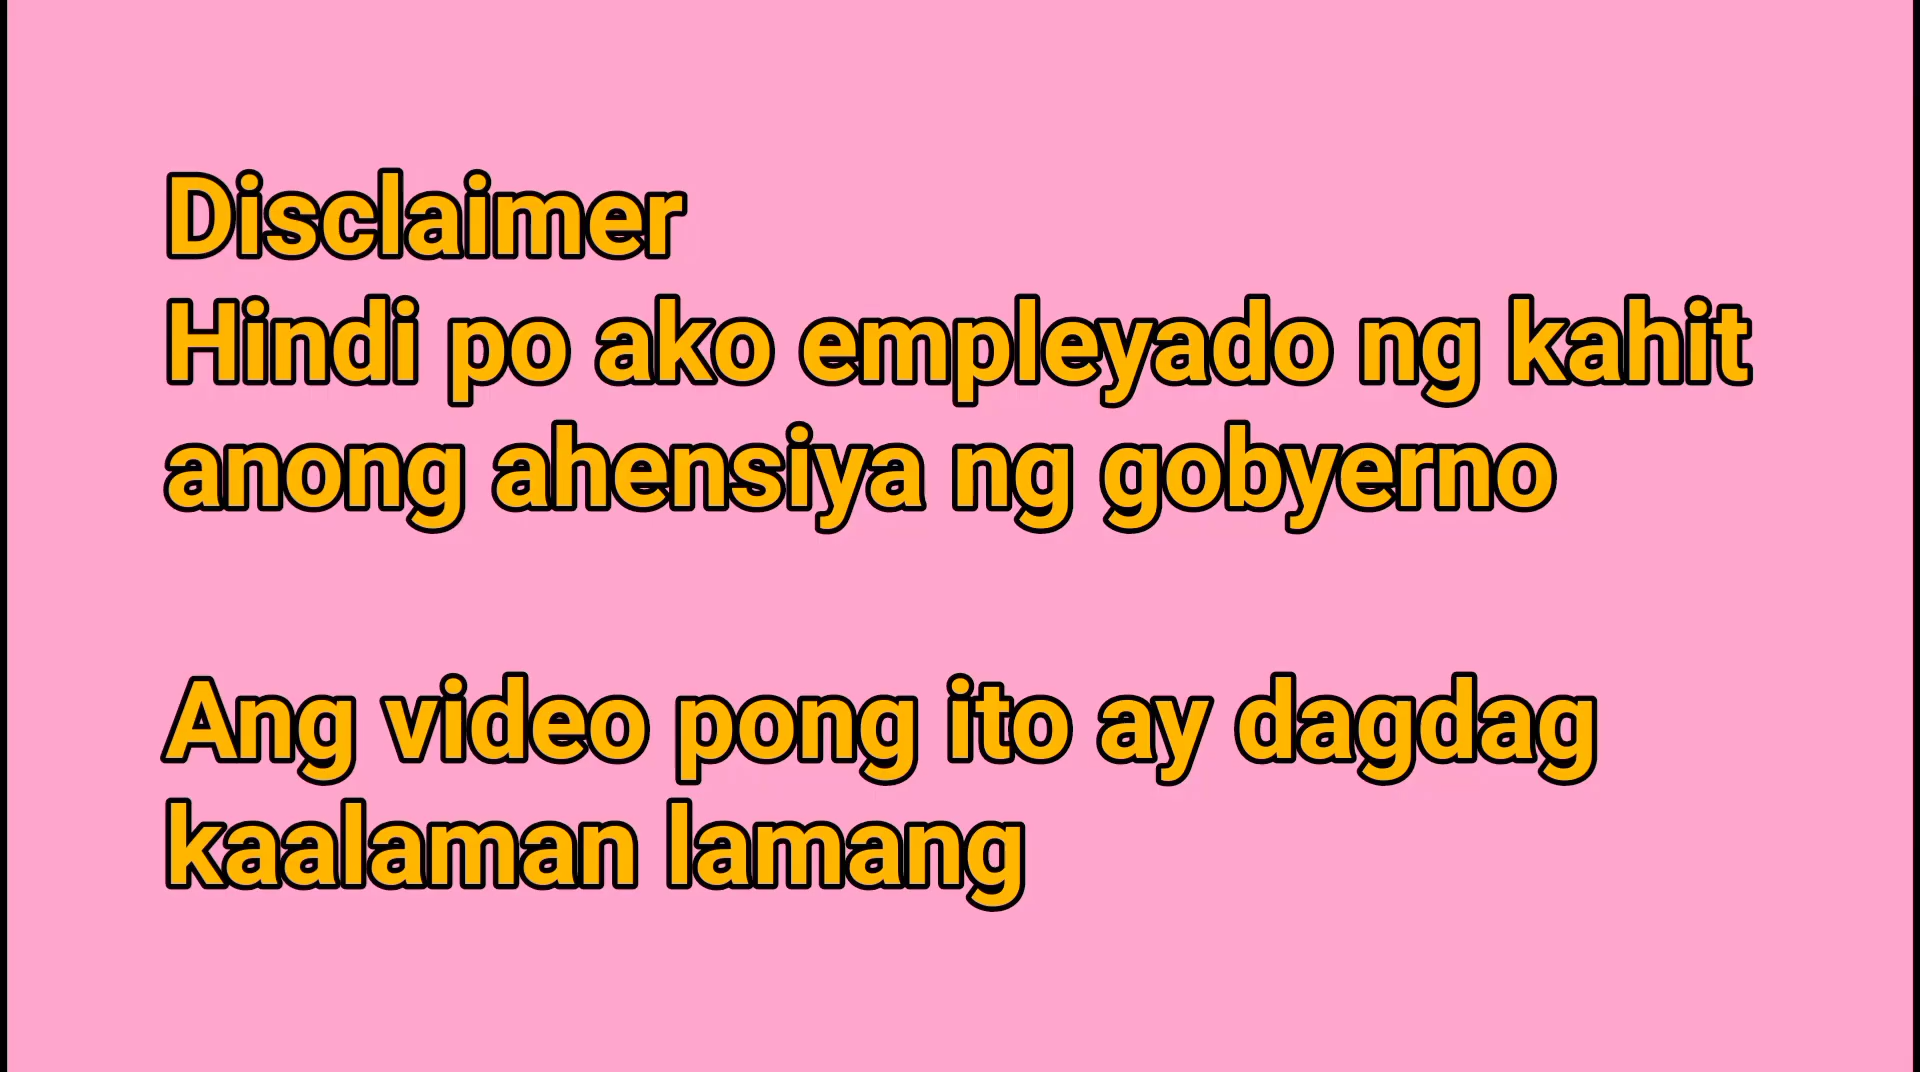 Disclaimer
Hindi po ako empleyado ng kahit
anong ahensiya ng gobyerno
Ang video pong ito ay dagdag
kaalaman lamang